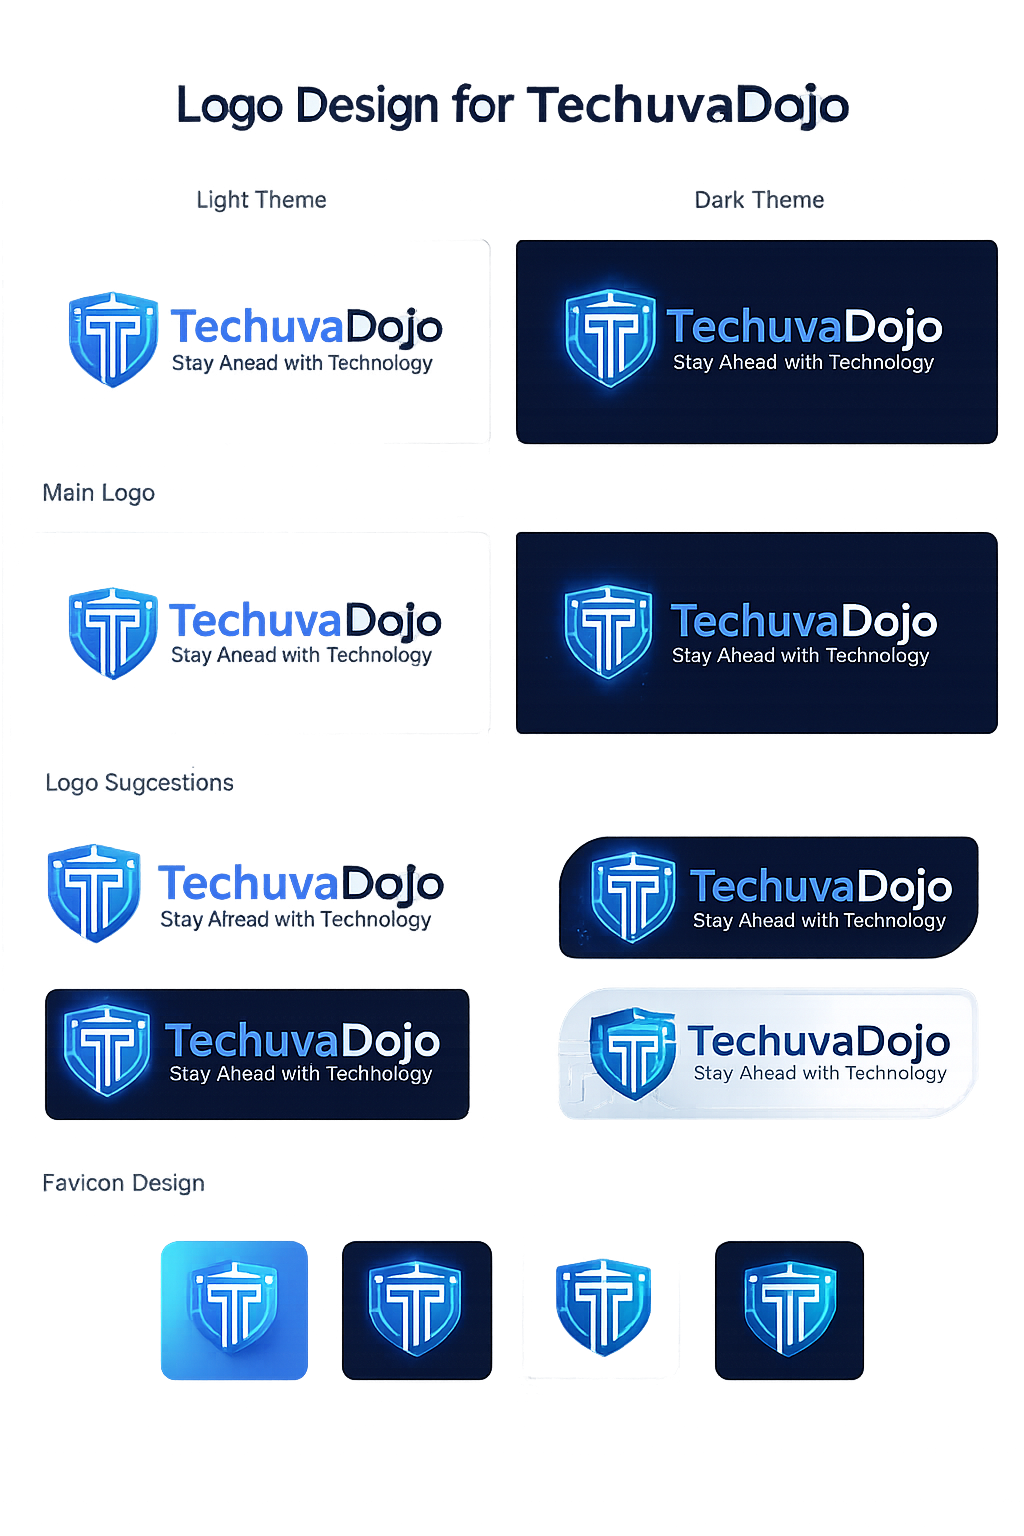 Logo Design for TechuvaDojo
Light Theme
Dark Theme
TechuvaDojo
Stay Ahead with Technology
TechuvaDojo
Stay Ahead with Technology
Main Logo
TechuvaDojo
Stay Anead with Technology
TechuvaDojo
Stay Ahead with Technology
Logo Sugcestions
TechuvaDojo
Stay Afread with Technology
TechuvaDojo
Stay Ahead with Technology
TechuvaDojo
Stay Ahead with Techhology
TechuvaDojo
Stay Ahead with Technology
Favicon Design